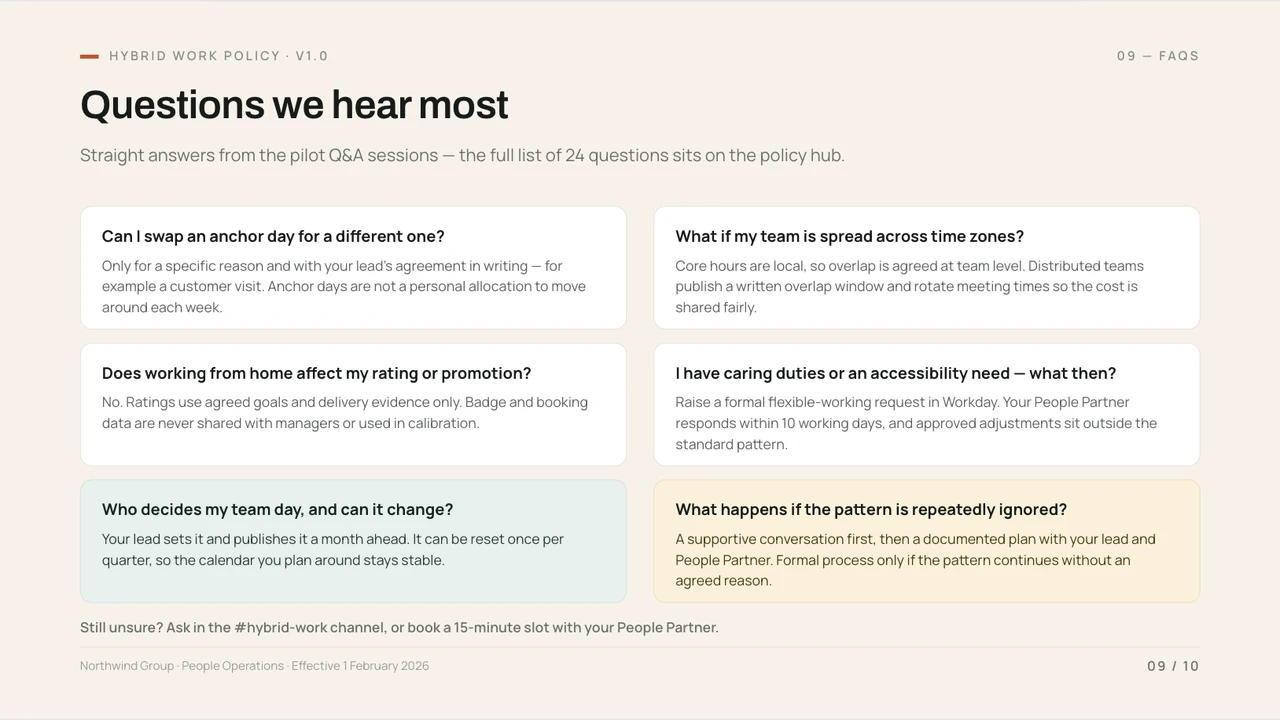 HYBRID WORK POLICY · V1.0
09 — FAQS
Questions we hear most
Straight answers from the pilot Q&A sessions — the full list of 24 questions sits on the policy hub.
Can I swap an anchor day for a different one?
Only for a specific reason and with your lead's agreement in writing — for
example a customer visit. Anchor days are not a personal allocation to move
around each week.
What if my team is spread across time zones?
Core hours are local, so overlap is agreed at team level. Distributed teams
publish a written overlap window and rotate meeting times so the cost is
shared fairly.
Does working from home affect my rating or promotion?
No. Ratings use agreed goals and delivery evidence only. Badge and booking
data are never shared with managers or used in calibration.
I have caring duties or an accessibility need — what then?
Raise a formal flexible-working request in Workday. Your People Partner
responds within 10 working days, and approved adjustments sit outside the
standard pattern.
Who decides my team day, and can it change?
Your lead sets it and publishes it a month ahead. It can be reset once per
quarter, so the calendar you plan around stays stable.
What happens if the pattern is repeatedly ignored?
A supportive conversation first, then a documented plan with your lead and
People Partner. Formal process only if the pattern continues without an
agreed reason.
Still unsure? Ask in the #hybrid-work channel, or book a 15-minute slot with your People Partner.
Northwind Group · People Operations · Effective 1 February 2026
09 / 10